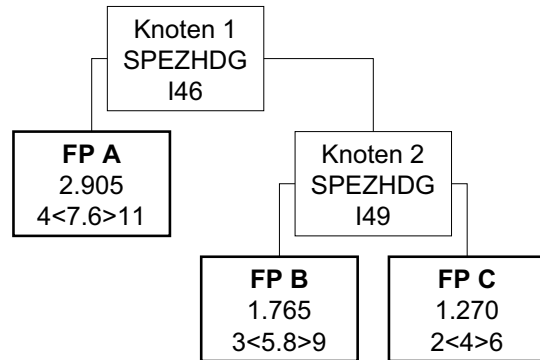 Knoten 1
SPEZHDG
I46
FP A
2.905
4<7.6>11
Knoten 2
SPEZHDG
I49
FP B
1.765
3<5.8>9
FP C
1.270
2<4>6